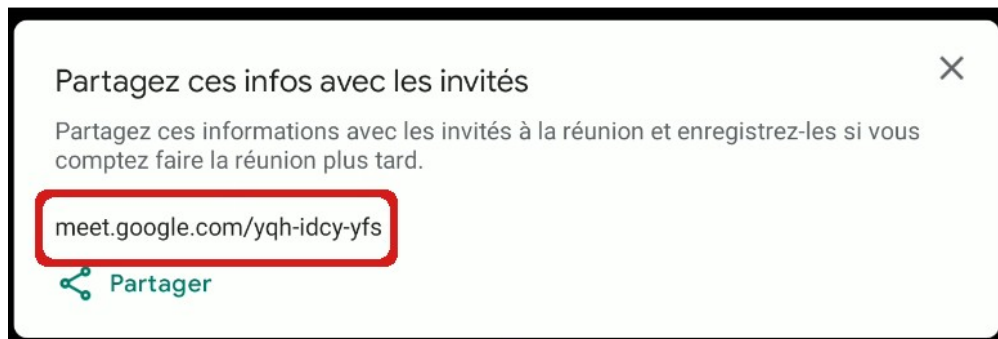 Partagez ces infos avec les invités
Partagez ces informations avec les invités à la réunion et enregistrez-les si vous
comptez faire la réunion plus tard.
meet.google.com/yqh-idcy-yfs
Partager